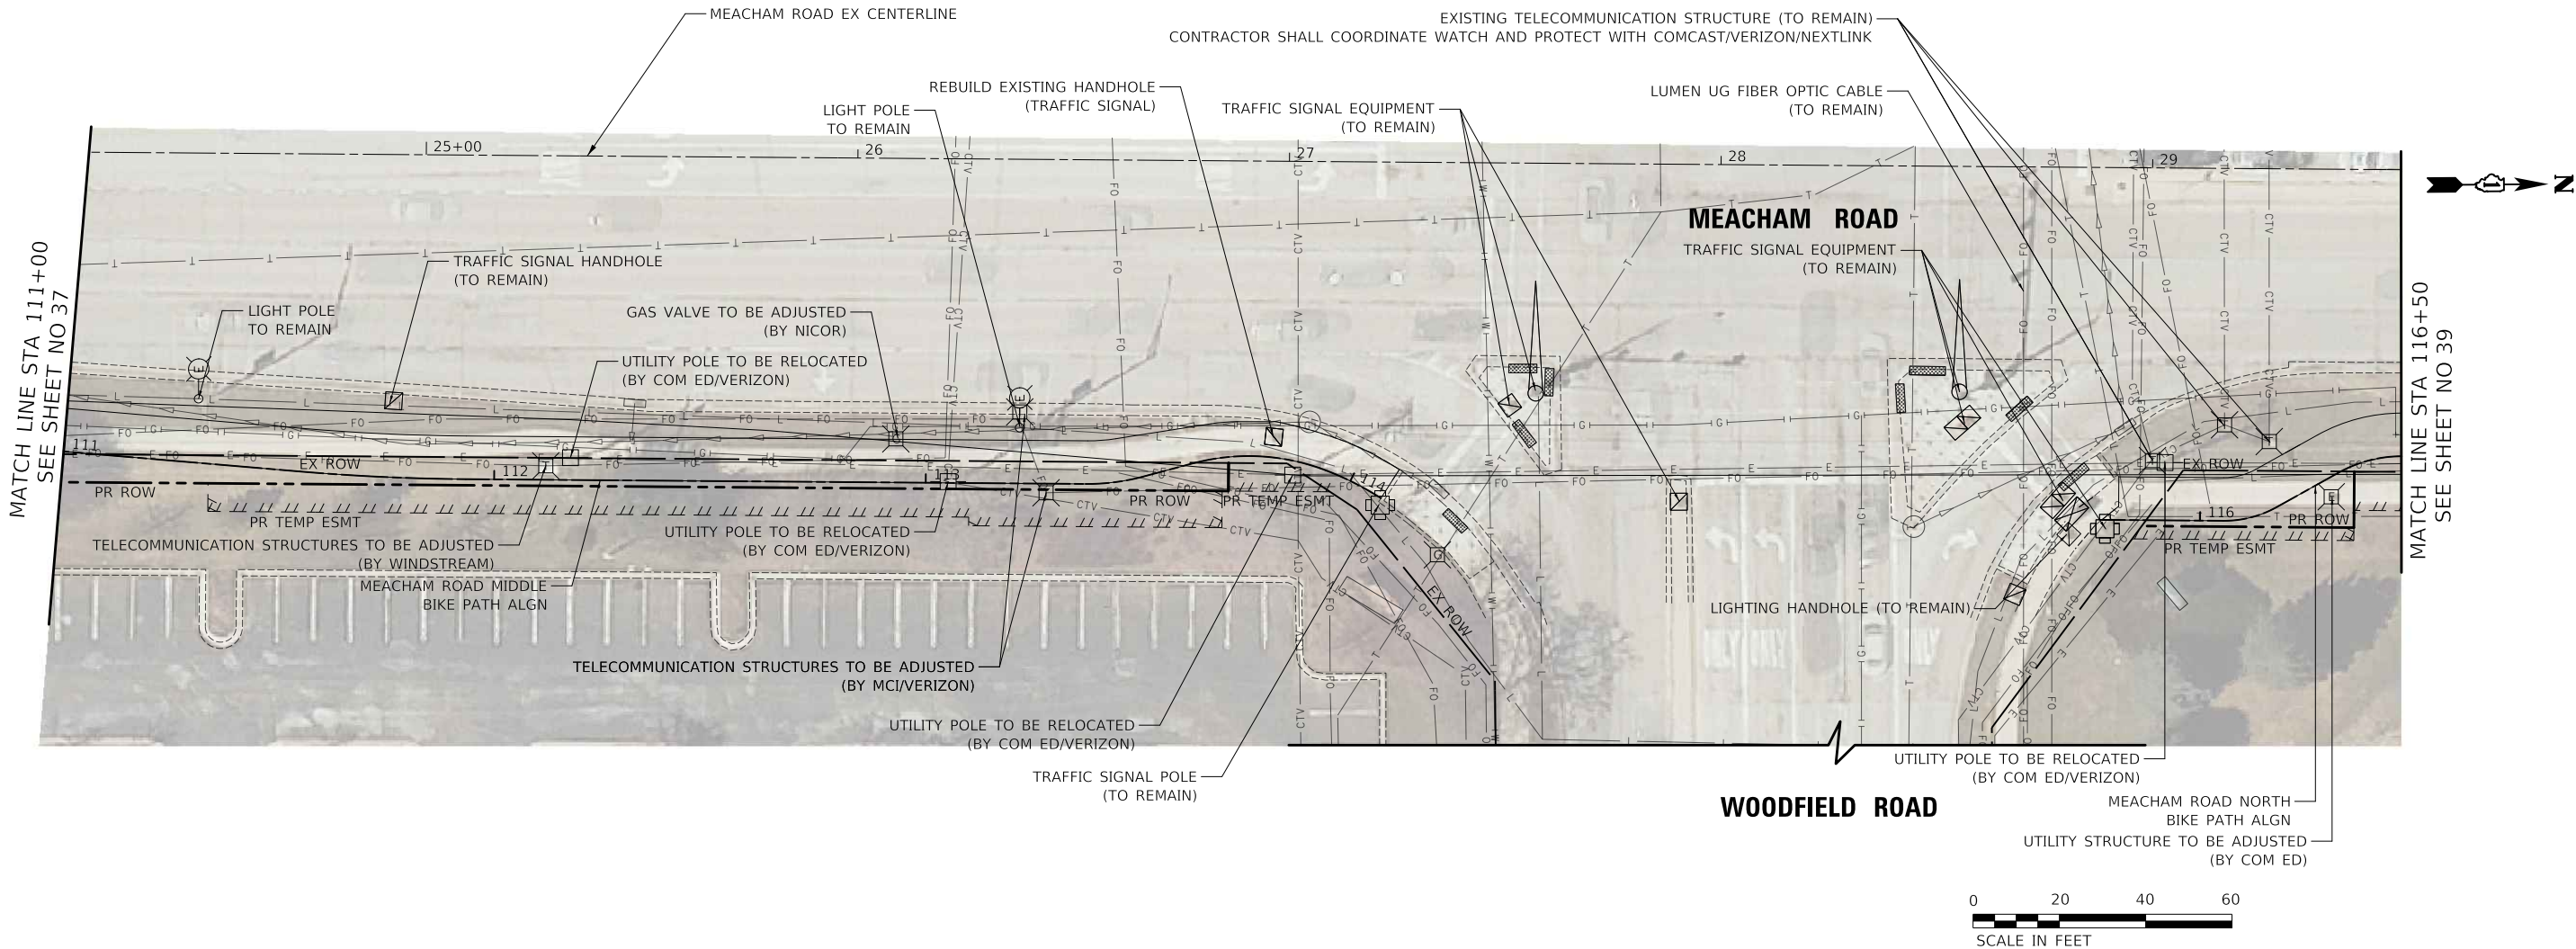 MEACHAM ROAD EX CENTERLINE
EXISTING TELECOMMUNICATION STRUCTURE (TO REMAIN)
CONTRACTOR SHALL COORDINATE WATCH AND PROTECT WITH COMCAST/VERIZON/NEXTLINK
REBUILD EXISTING HANDHOLE
(TRAFFIC SIGNAL)
LIGHT POLE
TO REMAIN
TRAFFIC SIGNAL EQUIPMENT
(TO REMAIN)
LUMEN UG FIBER OPTIC CABLE
(TO REMAIN)
25+00
26
27
28
29
N
MEACHAM ROAD
TRAFFIC SIGNAL EQUIPMENT
(TO REMAIN)
MATCH LINE STA 111+00
SEE SHEET NO 37
TRAFFIC SIGNAL HANDHOLE
(TO REMAIN)
LIGHT POLE
TO REMAIN
GAS VALVE TO BE ADJUSTED
(BY NICOR)
UTILITY POLE TO BE RELOCATED
(BY COM ED/VERIZON)
MATCH LINE STA 116+50
SEE SHEET NO 39
111
EX ROW
112
113
114
EX ROW
116
PR ROW
PR ROW
PR TEMP ESMT
PR ROW
PR TEMP ESMT
PR TEMP ESMT
UTILITY POLE TO BE RELOCATED
(BY COM ED/VERIZON)
TELECOMMUNICATION STRUCTURES TO BE ADJUSTED
(BY WINDSTREAM)
MEACHAM ROAD MIDDLE
BIKE PATH ALGN
EX ROW
LIGHTING HANDHOLE (TO REMAIN)
TELECOMMUNICATION STRUCTURES TO BE ADJUSTED
(BY MCI/VERIZON)
UTILITY POLE TO BE RELOCATED
(BY COM ED/VERIZON)
TRAFFIC SIGNAL POLE
(TO REMAIN)
UTILITY POLE TO BE RELOCATED
(BY COM ED/VERIZON)
WOODFIELD ROAD
MEACHAM ROAD NORTH
BIKE PATH ALGN
UTILITY STRUCTURE TO BE ADJUSTED
(BY COM ED)
0 20 40 60
SCALE IN FEET